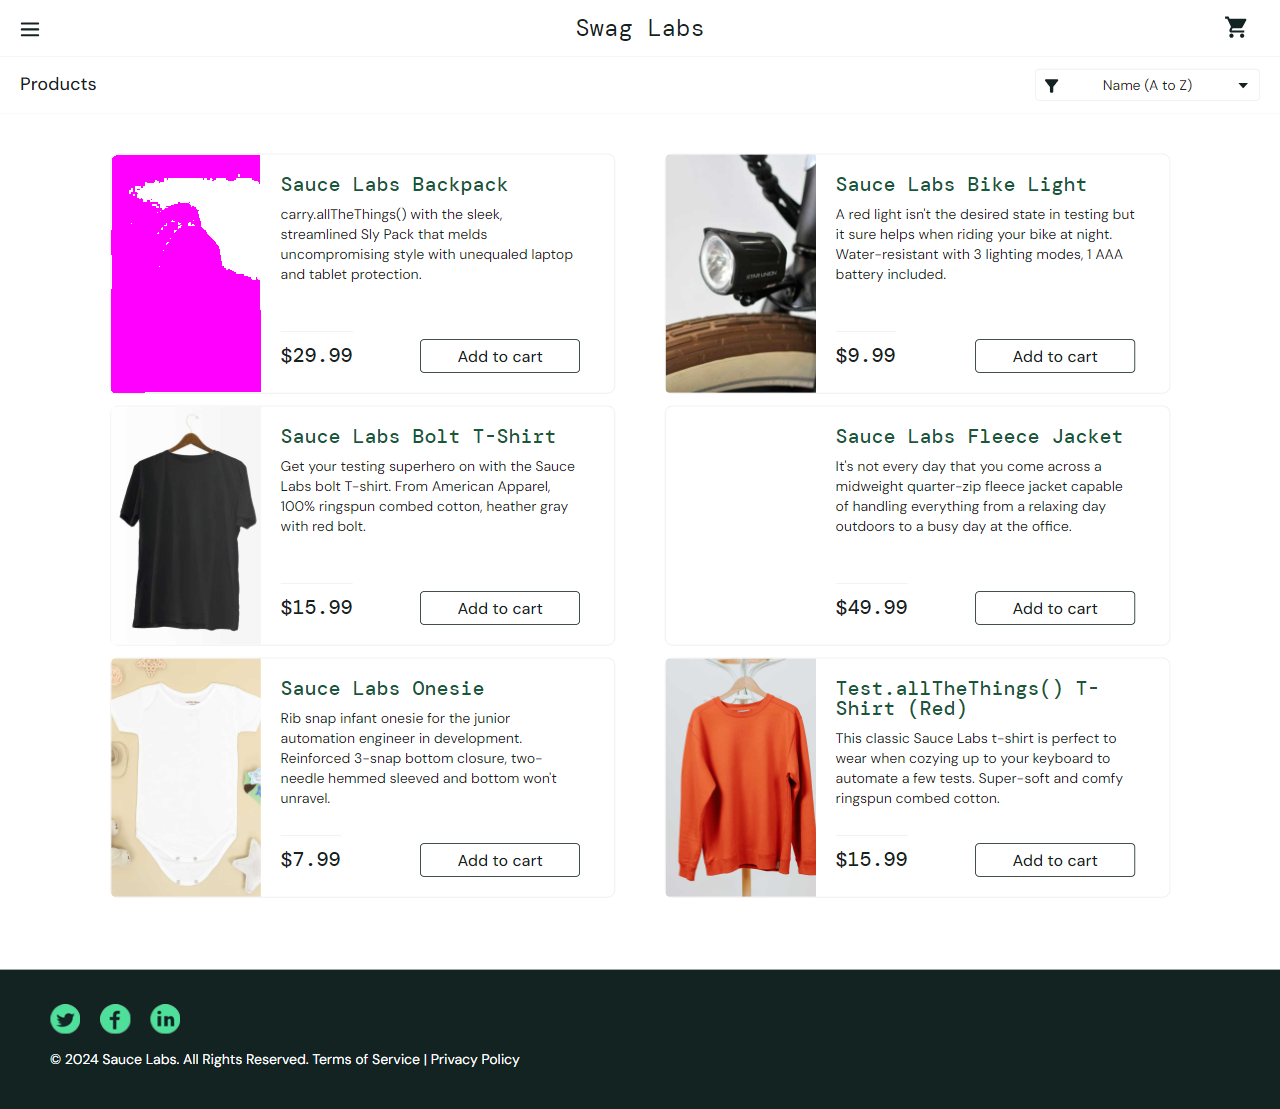 Swag Labs
Products
Name (A to Z)
Sauce Labs Backpack
carry.allTheThings() with the sleek,
streamlined Sly Pack that melds
uncompromising style with unequaled laptop
and tablet protection.
$29.99
Add to cart
Sauce Labs Bike Light
A red light isn't the desired state in testing but
it sure helps when riding your bike at night.
Water-resistant with 3 lighting modes, 1 AAA
battery included.
$9.99
Add to cart
Sauce Labs Bolt T-Shirt
Get your testing superhero on with the Sauce
Labs bolt T-shirt. From American Apparel,
100% ringspun combed cotton, heather gray
with red bolt.
$15.99
Add to cart
Sauce Labs Fleece Jacket
It's not every day that you come across a
midweight quarter-zip fleece jacket capable
of handling everything from a relaxing day
outdoors to a busy day at the office.
$49.99
Add to cart
Sauce Labs Onesie
Rib snap infant onesie for the junior
automation engineer in development.
Reinforced 3-snap bottom closure, two-
needle hemmed sleeved and bottom won't
unravel.
$7.99
Add to cart
Test.allTheThings() T-
Shirt (Red)
This classic Sauce Labs t-shirt is perfect to
wear when cozying up to your keyboard to
automate a few tests. Super-soft and comfy
ringspun combed cotton.
$15.99
Add to cart
© 2024 Sauce Labs. All Rights Reserved. Terms of Service | Privacy Policy